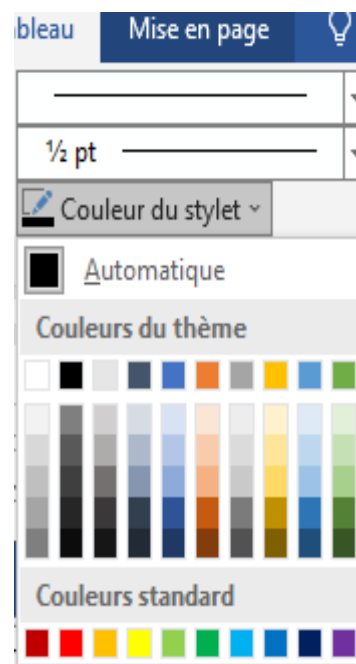 bleau Mise en page
½ pt
Couleur du stylet
Automatique
Couleurs du thème
Couleurs standard